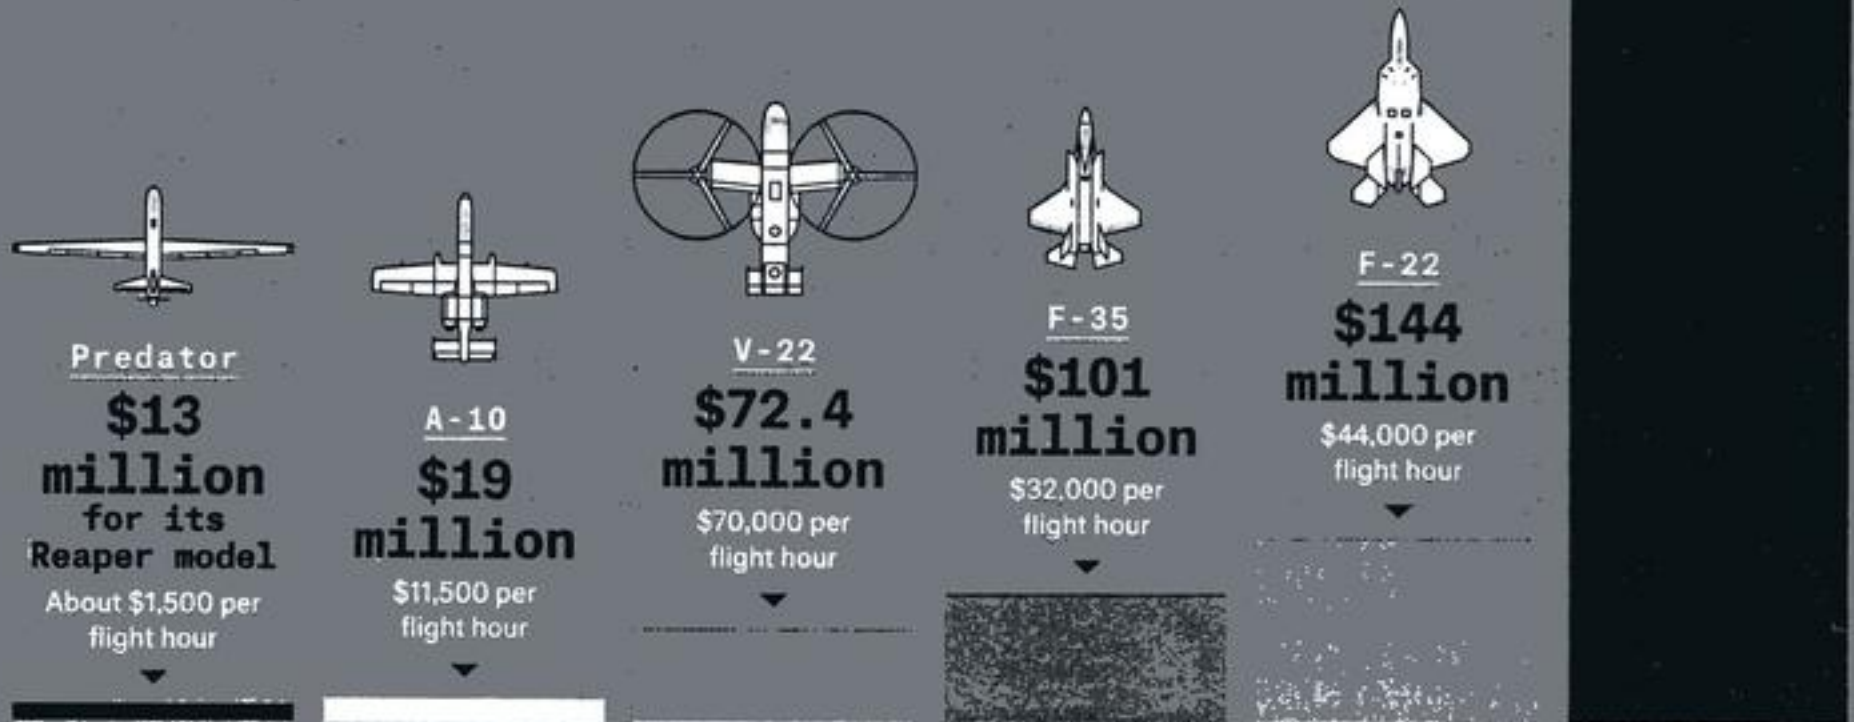 Predator
$13
million
for its
Reaper model
About $1,500 per
flight hour
A-10
$19
million
$11,500 per
flight hour
V-22
$72.4
million
$70,000 per
flight hour
F-35
$101
million
$32,000 per
flight hour
F-22
$144
million
$44,000 per
flight hour